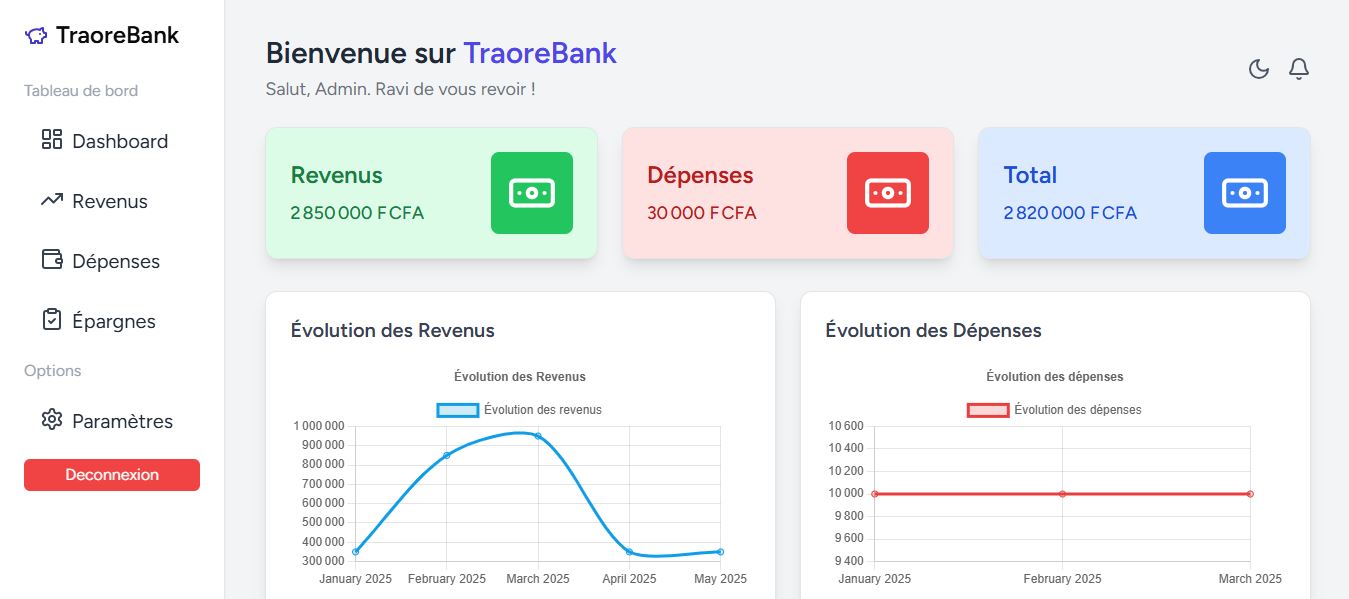 TraoreBank
Tableau de bord
Dashboard
Revenus
Dépenses
Épargnes
Options
Paramètres
Deconnexion
Bienvenue sur TraoreBank
Salut, Admin. Ravi de vous revoir !
Revenus
2 850 000 F CFA
Dépenses
30 000 F CFA
Total
2 820 000 F CFA
Évolution des Revenus
Évolution des Revenus
Évolution des revenus
1 000 000
900 000
800 000
700 000
600 000
500 000
400 000
300 000
January 2025 February 2025 March 2025 April 2025 May 2025
Évolution des Dépenses
Évolution des dépenses
Évolution des dépenses
10 600
10 400
10 200
10 000
9 800
9 600
9 400
January 2025 February 2025 March 2025